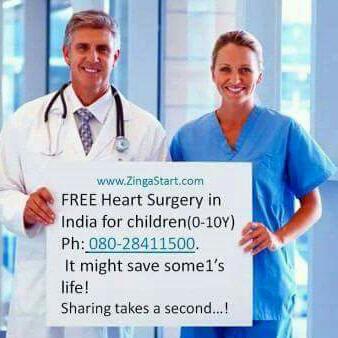 www.ZingaStart.com
FREE Heart Surgery in
India for children(0-10Y)
Ph: 080-28411500.
It might save some1's
life!
Sharing takes a second...!